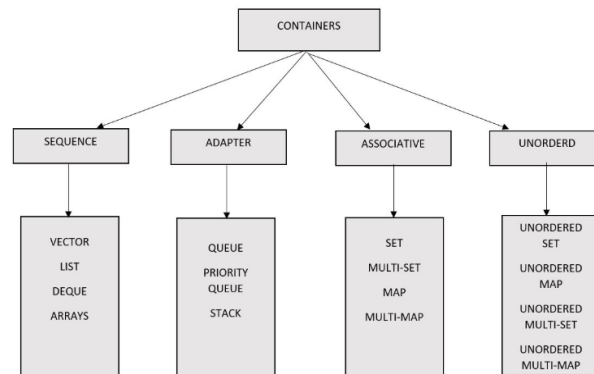 CONTAINERS
SEQUENCE
ADAPTER
ASSOCIATIVE
UNORDERD
VECTOR
LIST
DEQUE
ARRAYS
QUEUE
PRIORITY
QUEUE
STACK
SET
MULTI-SET
MAP
MULTI-MAP
UNORDERED
SET
UNORDERED
MAP
UNORDERED
MULTI-SET
UNORDERED
MULTI-MAP